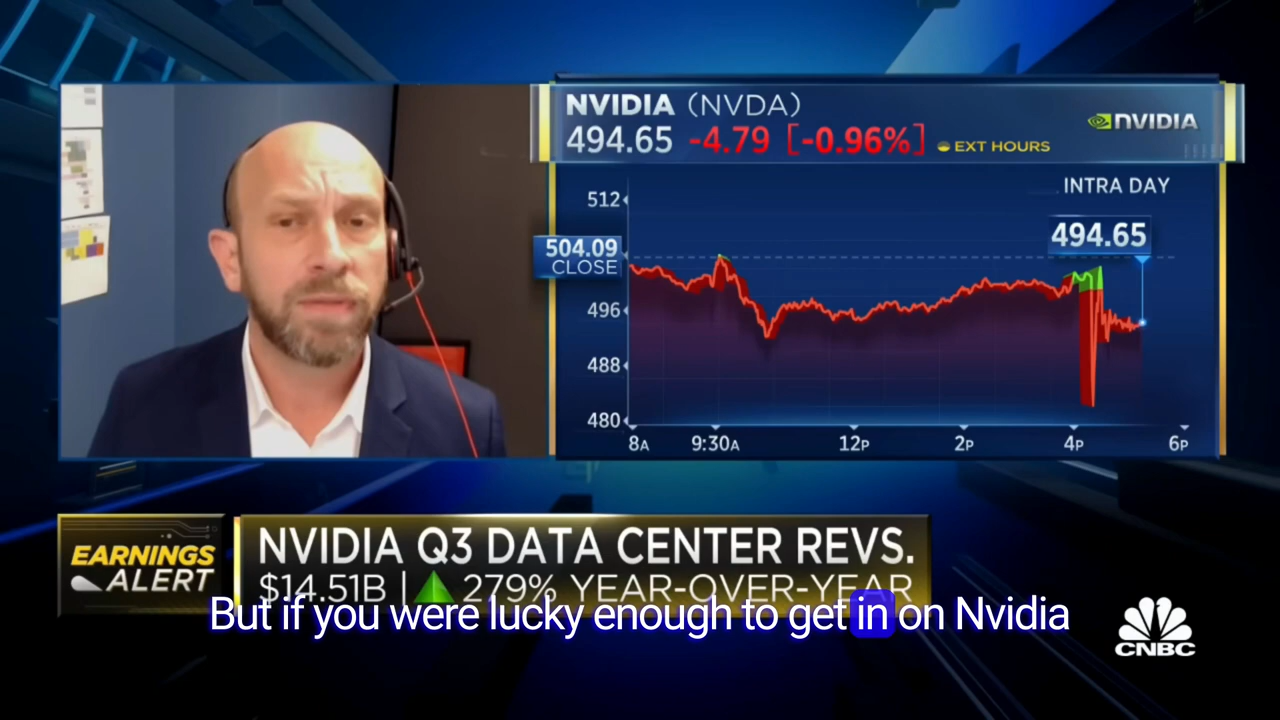 NVIDIA (NVDA)
494.65 -4.79 [-0.96%] EXT HOURS
NVIDIA
INTRA DAY
512
504.09
CLOSE
494.65
496
488
480
8A 9:30A 12P 2P 4P 6P
EARNINGS
ALERT
NVIDIA Q3 DATA CENTER REVS.
$14.51B | 279% YEAR-OVER-YEAR
But if you were lucky enough to get in on Nvidia
CNBC